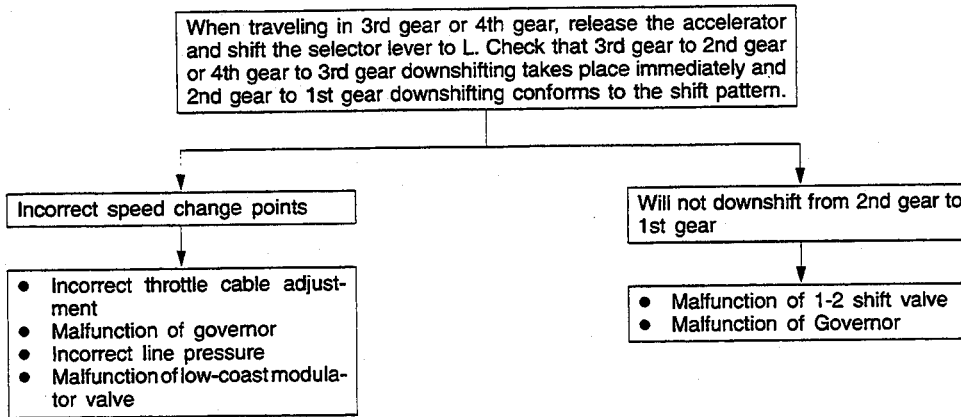 When traveling in 3rd gear or 4th gear, release the accelerator
and shift the selector lever to L. Check that 3rd gear to 2nd gear
or 4th gear to 3rd gear downshifting takes place immediately and
2nd gear to 1st gear downshifting conforms to the shift pattern.
Incorrect speed change points
Will not downshift from 2nd gear to
1st gear
● Incorrect throttle cable adjust-
ment
● Malfunction of governor
● Incorrect line pressure
● Malfunction of low-coast modula-
tor valve
● Malfunction of 1-2 shift valve
● Malfunction of Governor